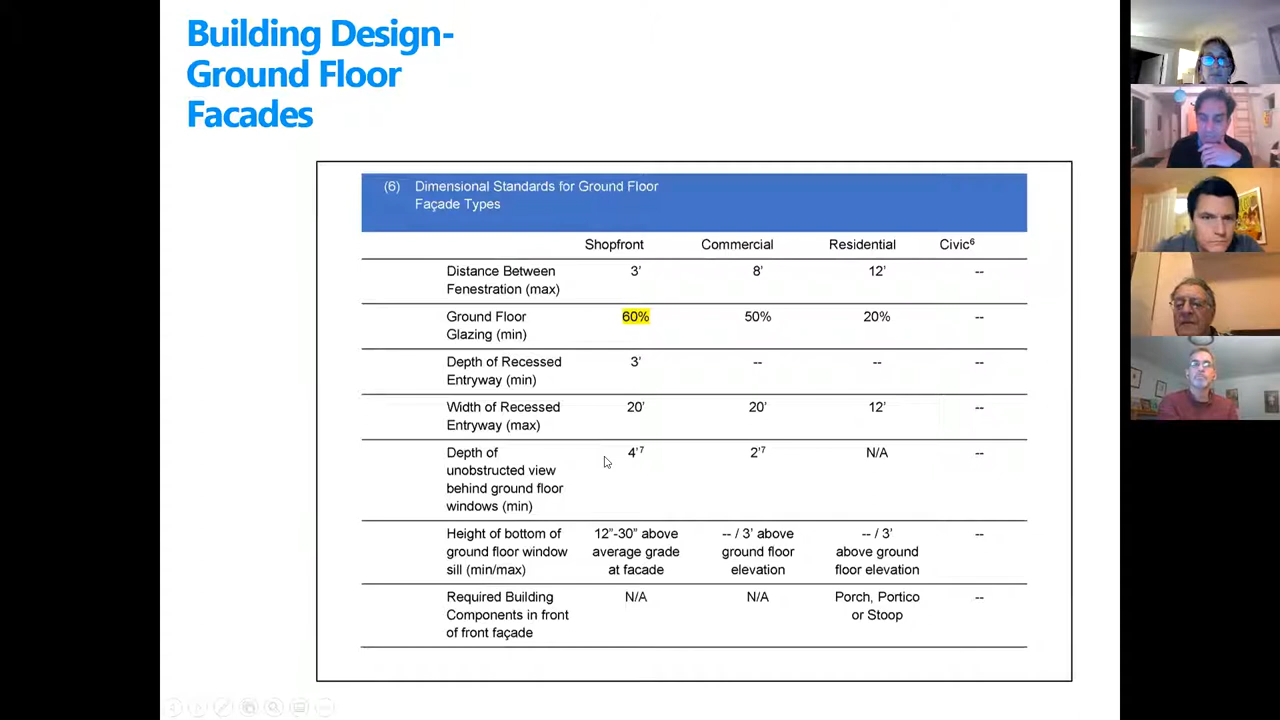 Building Design-
Ground Floor
Facades
(6) Dimensional Standards for Ground Floor
Façade Types
Shopfront Commercial Residential Civic⁶
Distance Between
Fenestration (max) 3’ 8’ 12’ --
Ground Floor
Glazing (min) 60% 50% 20% --
Depth of Recessed
Entryway (min) 3’ -- -- --
Width of Recessed
Entryway (max) 20’ 20’ 12’ --
Depth of
unobstructed view
behind ground floor
windows (min) 4’⁷ 2’⁷ N/A --
Height of bottom of
ground floor window
sill (min/max)
12”-30” above
average grade
at facade
-- / 3’ above
ground floor
elevation
-- / 3’
above ground
floor elevation
--
Required Building
Components in front
of front façade
N/A
N/A
Porch, Portico
or Stoop
--